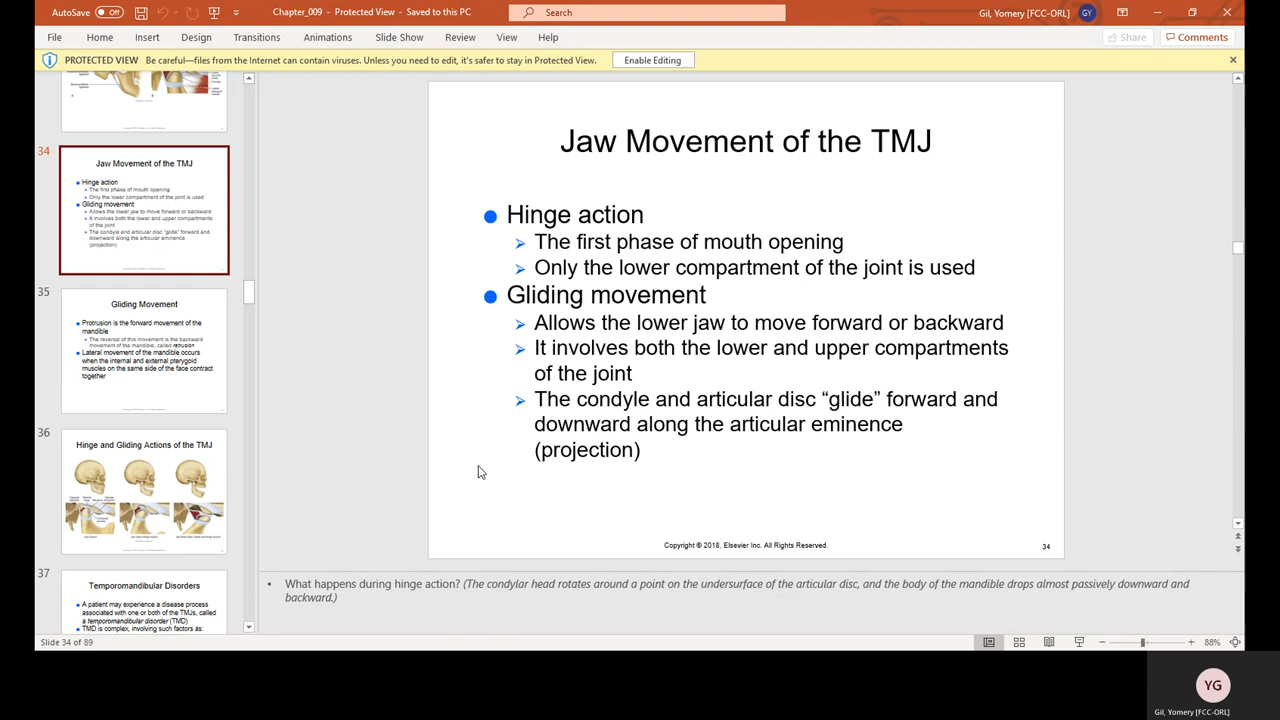 AutoSave Off
Chapter_009 - Protected View - Saved to this PC
Search
Gil, Yomery [FCC-ORL] GY
File Home Insert Design Transitions Animations Slide Show Review View Help
Share Comments
PROTECTED VIEW Be careful—files from the Internet can contain viruses. Unless you need to edit, it's safer to stay in Protected View. Enable Editing
34
Jaw Movement of the TMJ
Hinge action
The first phase of mouth opening
Only the lower compartment of the joint is used
Gliding movement
Allows the lower jaw to move forward or backward
It involves both the lower and upper compartments
of the joint
The condyle and articular disc “glide” forward and
downward along the articular eminence
(projection)
35
Gliding Movement
Protrusion is the forward movement of the
mandible
The reversal of this movement is the backward
movement of the mandible, called retrusion
Lateral movement of the mandible occurs
when the internal and external pterygoid
muscles on the same side of the face contract
together
36
Hinge and Gliding Actions of the TMJ
37
Temporomandibular Disorders
A patient may experience a disease process
associated with one or both of the TMJs, called
a temporomandibular disorder (TMD)
TMD is complex, involving such factors as:
Jaw Movement of the TMJ
Hinge action
The first phase of mouth opening
Only the lower compartment of the joint is used
Gliding movement
Allows the lower jaw to move forward or backward
It involves both the lower and upper compartments
of the joint
The condyle and articular disc “glide” forward and
downward along the articular eminence
(projection)
Copyright © 2018, Elsevier Inc. All Rights Reserved.
34
What happens during hinge action? (The condylar head rotates around a point on the undersurface of the articular disc, and the body of the mandible drops almost passively downward and
backward.)
Slide 34 of 89
88%
YG
Gil, Yomery [FCC-ORL]